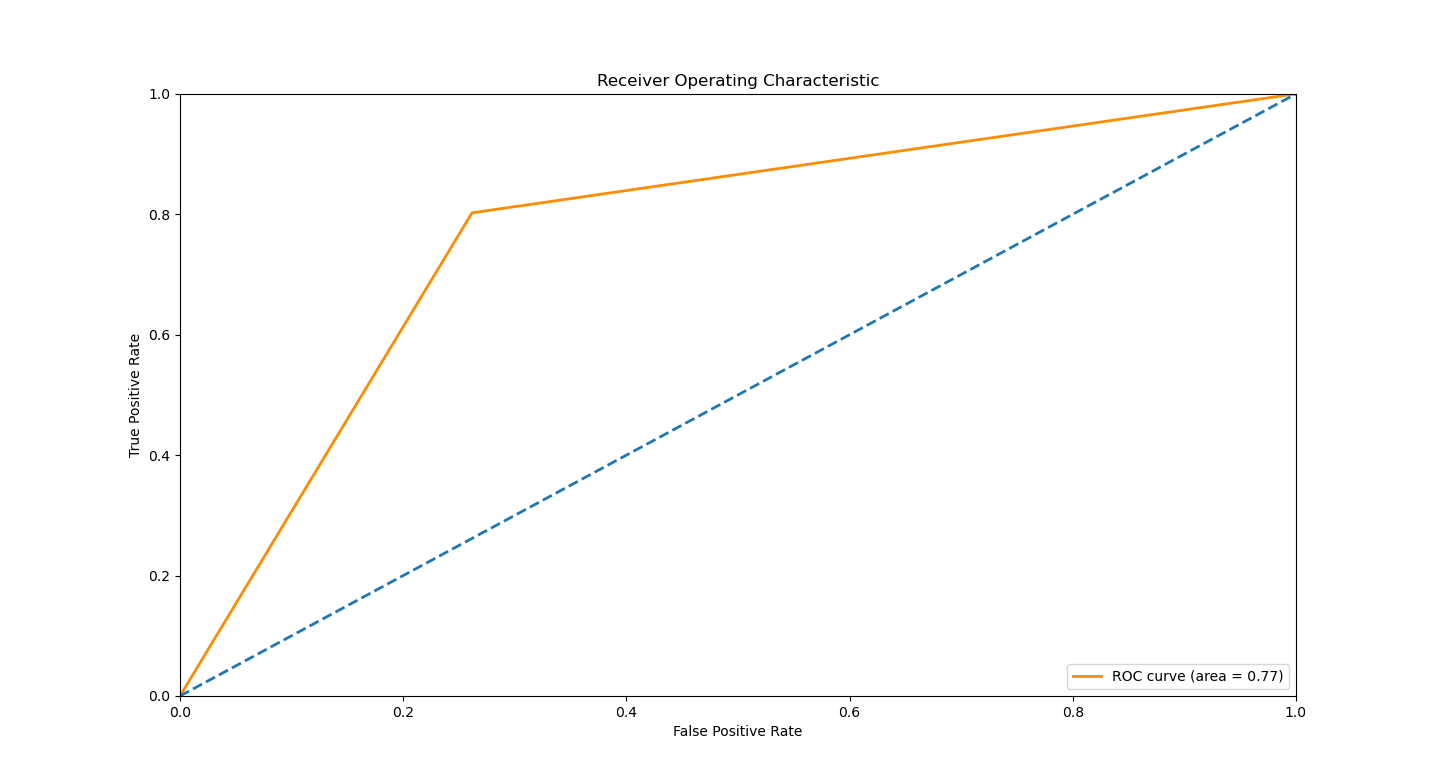 Receiver Operating Characteristic
1.0
0.8
0.6
0.4
0.2
0.0
True Positive Rate
0.0 0.2 0.4 0.6 0.8 1.0
False Positive Rate
ROC curve (area = 0.77)